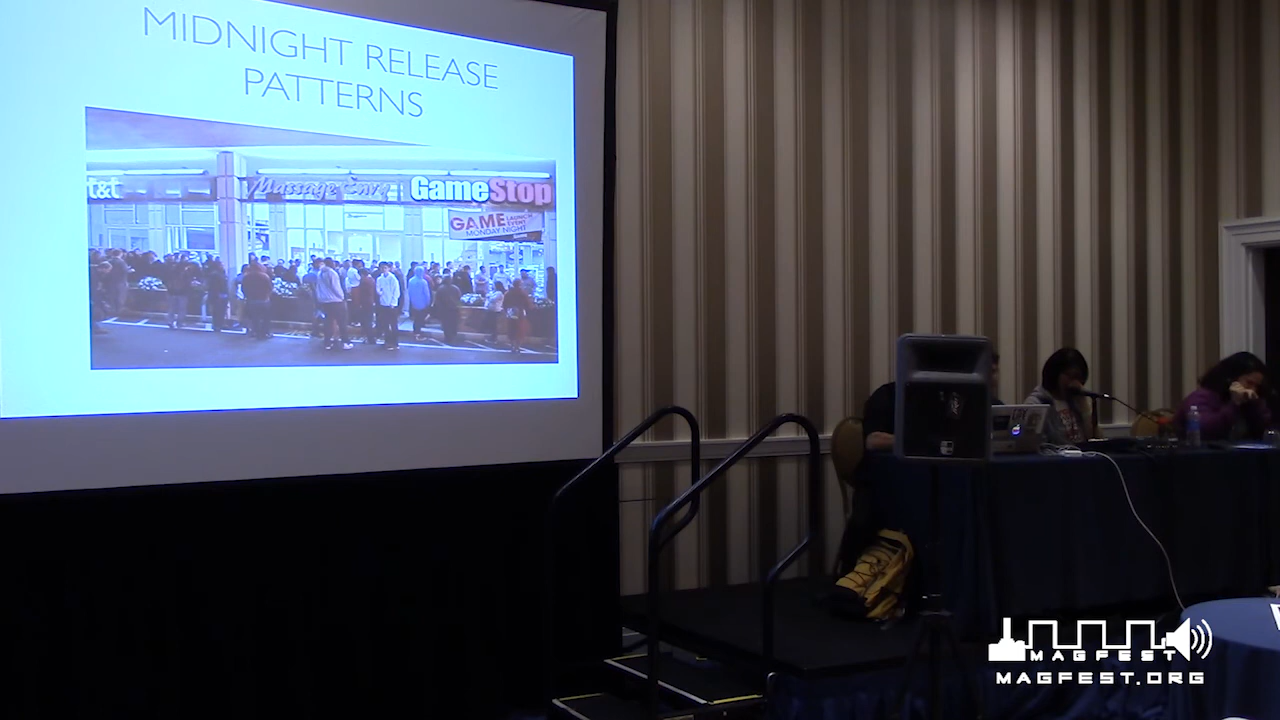 MIDNIGHT RELEASE
PATTERNS
t&t
Massage Envy
GameStop
GAME LAUNCH
EVENT
MONDAY NIGHT
MAGFEST
MAGFEST.ORG